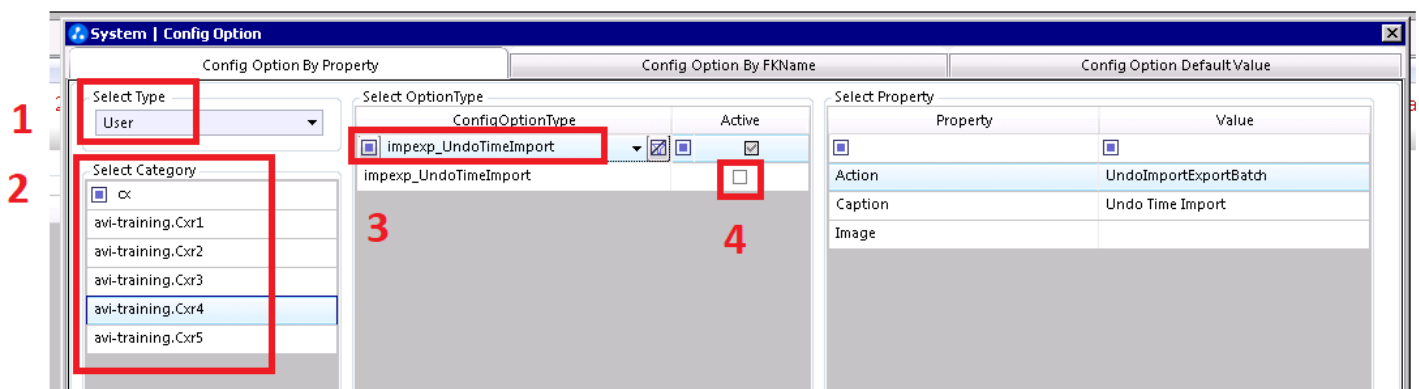 System | Config Option
Config Option By Property
Config Option By FKName
Config Option Default Value
1
Select Type
User
2
Select Category
cx
avi-training.Cxr1
avi-training.Cxr2
avi-training.Cxr3
avi-training.Cxr4
avi-training.Cxr5
Select OptionType
ConfigOptionType Active
impexp_UndoTimeImport
impexp_UndoTimeImport
3
4
Select Property
Property Value
Action UndoImportExportBatch
Caption Undo Time Import
Image